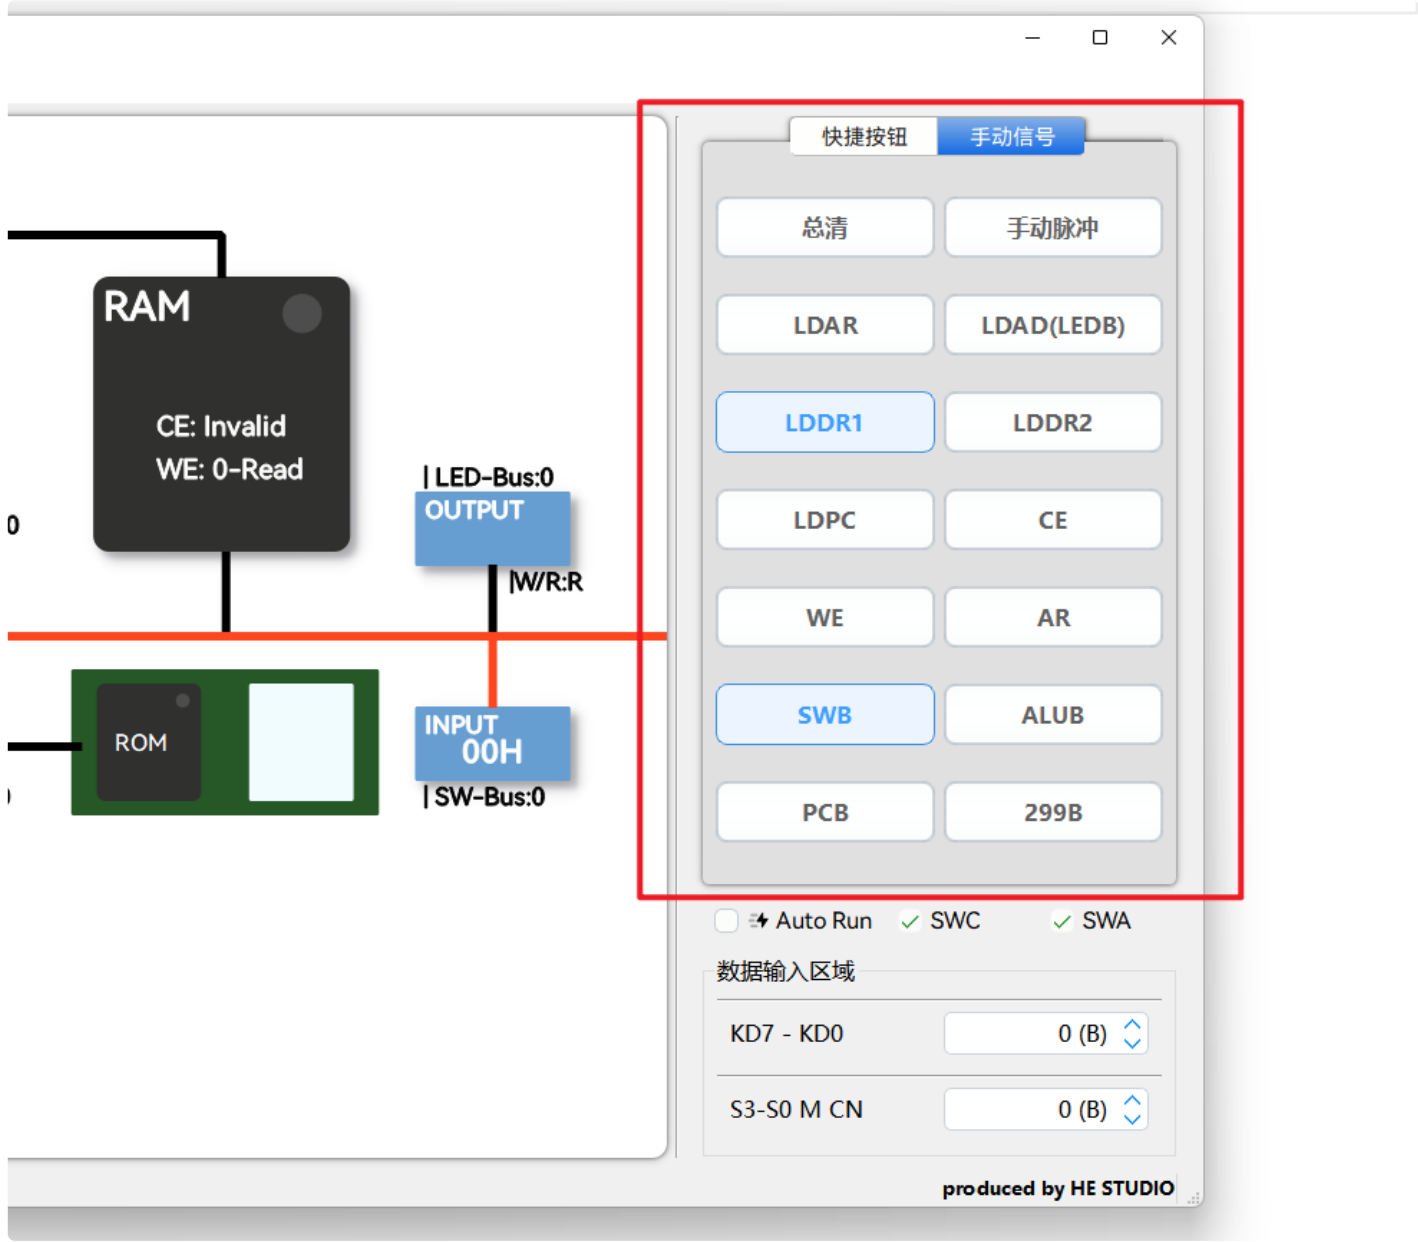 快捷按钮 手动信号
总清 手动脉冲
RAM
LDAR LDAD(LEDB)
CE: Invalid
WE: 0-Read
LDDR1 LDDR2
| LED-Bus:0
OUTPUT
0
LDPC CE
|W/R:R
WE AR
SWB ALUB
INPUT
00H
ROM
| SW-Bus:0
PCB 299B
Auto Run SWC SWA
数据输入区域
KD7 - KD0 0 (B)
S3-S0 M CN 0 (B)
produced by HE STUDIO